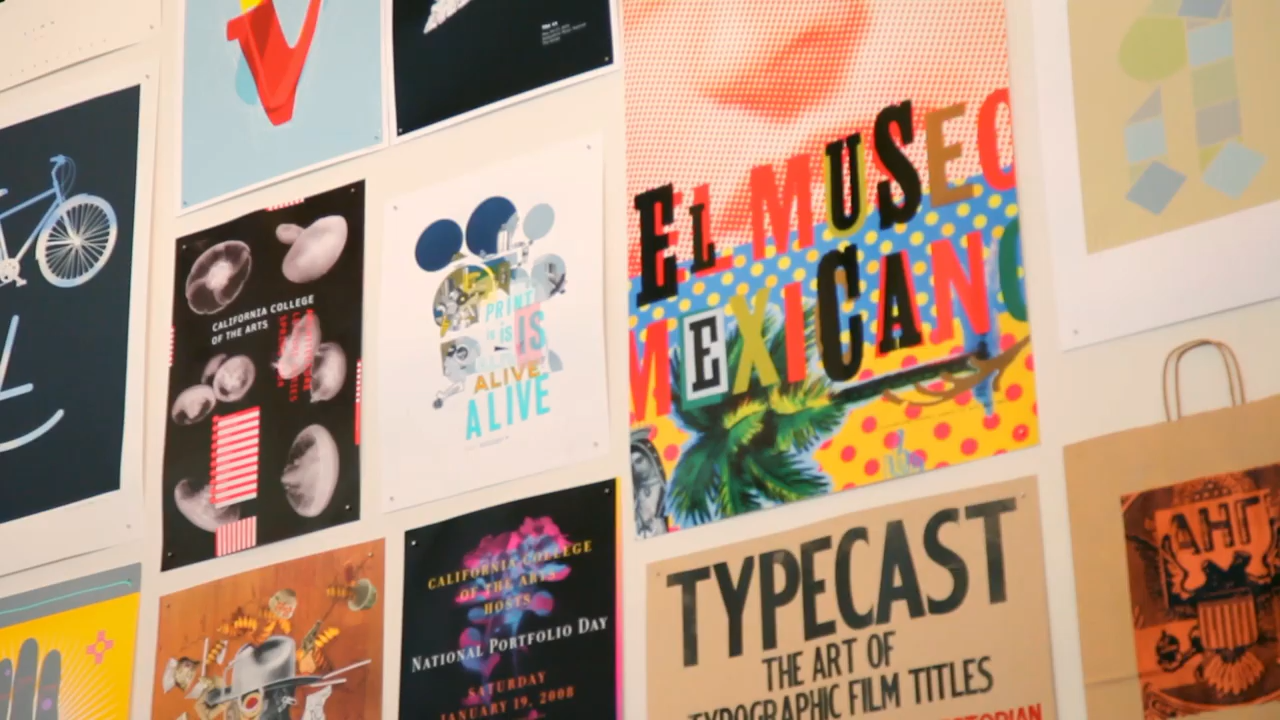 V
EL MUSEO
MEXICANO
CALIFORNIA COLLEGE
OF THE ARTS
PRINT
is IS
ALIVE.
ALIVE
CALIFORNIA COLLEGE
OF THE ARTS
HOSTS
NATIONAL PORTFOLIO DAY
SATURDAY
JANUARY 19, 2008
TYPECAST
THE ART OF
TYPOGRAPHIC FILM TITLES